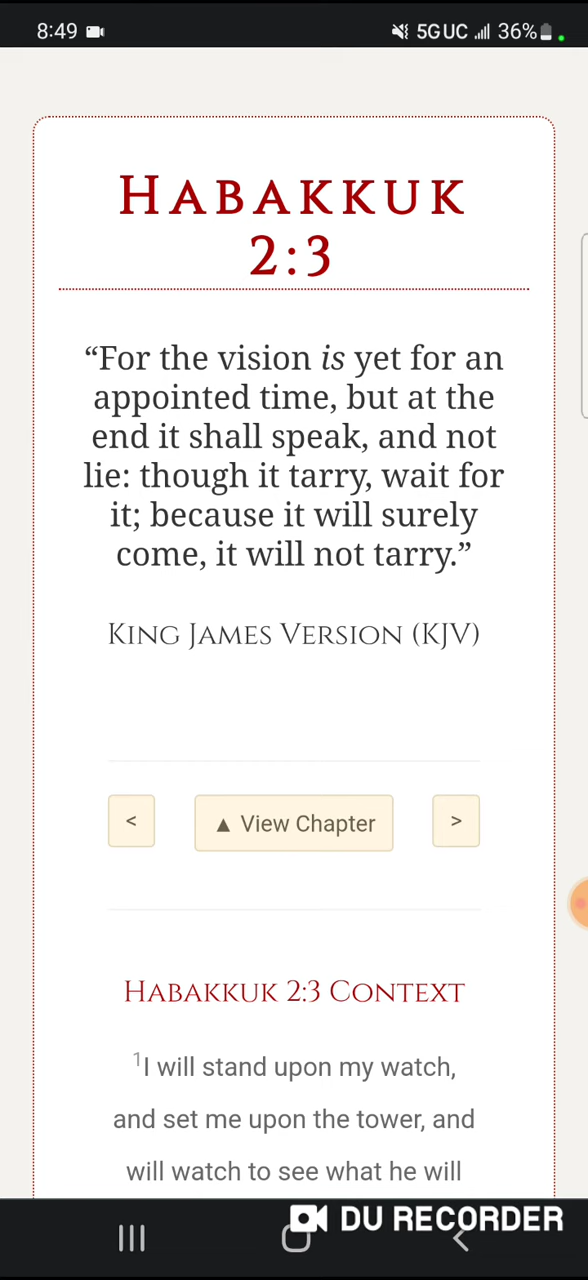 8:49 5GUC 36%
HABAKKUK
2:3
“For the vision is yet for an
appointed time, but at the
end it shall speak, and not
lie: though it tarry, wait for
it; because it will surely
come, it will not tarry.”
KING JAMES VERSION (KJV)
< ▲ View Chapter >
HABAKKUK 2:3 CONTEXT
1I will stand upon my watch,
and set me upon the tower, and
will watch to see what he will
DU RECORDER